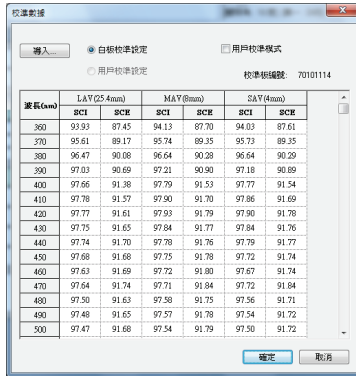 校準數據
導入...
白板校準設定
用戶校準模式
用戶校準設定
校準板編號: 70101114
波長(nm) LAV(25.4mm) MAV(8mm) SAV(4mm)
SCI SCE SCI SCE SCI SCE
360 93.93 87.45 94.13 87.70 94.03 87.61
370 95.61 89.17 95.74 89.35 95.73 89.35
380 96.47 90.08 96.64 90.28 96.64 90.29
390 97.03 90.69 97.21 90.90 97.18 90.89
400 97.66 91.38 97.79 91.53 97.77 91.54
410 97.78 91.57 97.90 91.70 97.86 91.69
420 97.77 91.61 97.93 91.79 97.90 91.78
430 97.75 91.65 97.84 91.77 97.84 91.76
440 97.74 91.70 97.78 91.76 97.79 91.77
450 97.68 91.68 97.75 91.78 97.72 91.74
460 97.63 91.69 97.72 91.80 97.67 91.74
470 97.64 91.74 97.71 91.84 97.72 91.84
480 97.50 91.63 97.58 91.75 97.56 91.71
490 97.48 91.65 97.57 91.78 97.54 91.72
500 97.47 91.68 97.54 91.79 97.50 91.72
確定 取消